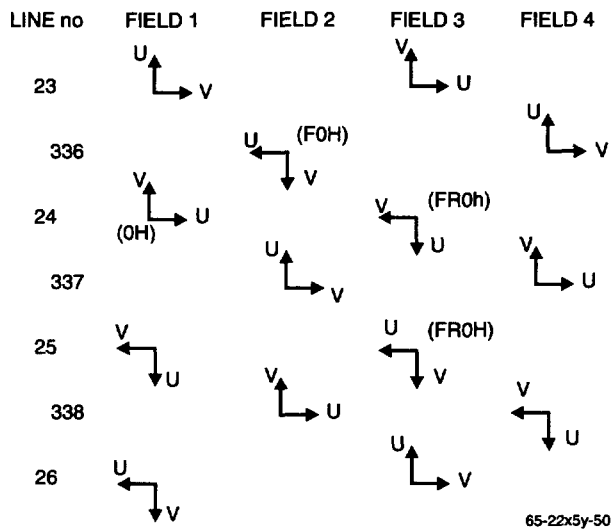 LINE no FIELD 1 FIELD 2 FIELD 3 FIELD 4
U V
23 V U
U
336 U (F0H) V V
V
24 (0H) U V (FR0h) U
337 U V V U
25 V U U (FR0H) V
338 V U V U
26 U V U V
65-22x5y-50